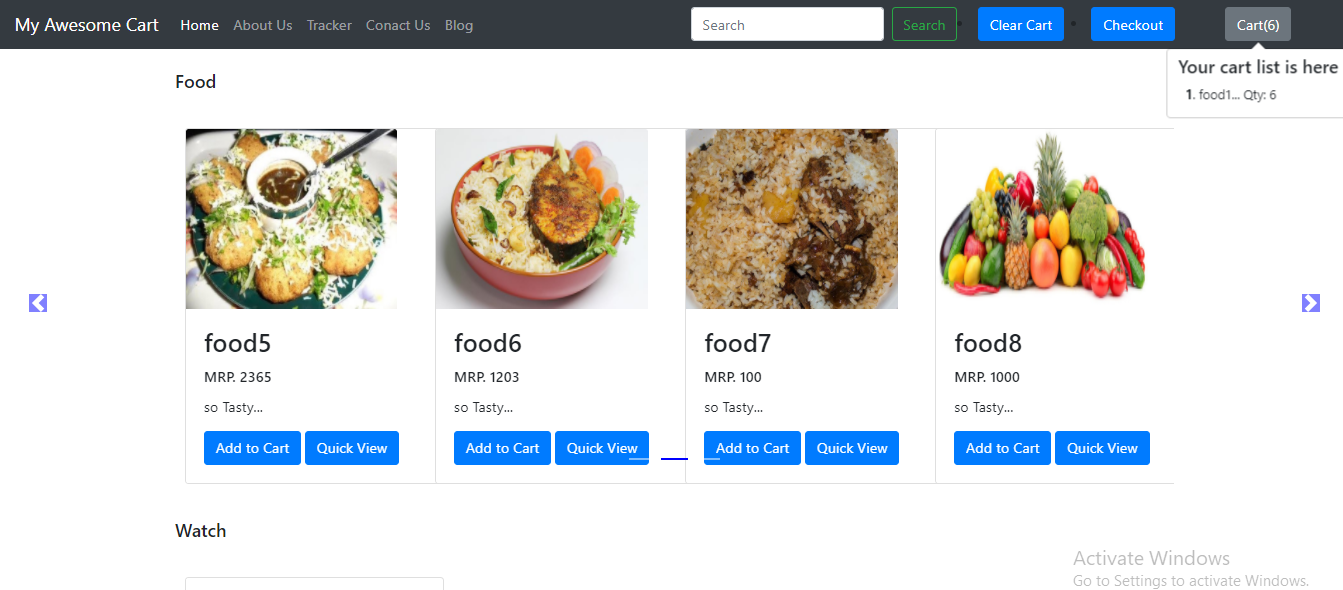 My Awesome Cart Home About Us Tracker Conact Us Blog Search Search Clear Cart Checkout Cart(6)
Your cart list is here
1. food1... Qty: 6
Food
food5 food6 food7 food8
MRP. 2365 MRP. 1203 MRP. 100 MRP. 1000
so Tasty... so Tasty... so Tasty... so Tasty...
Add to Cart Quick View Add to Cart Quick View Add to Cart Quick View Add to Cart Quick View
Watch
Activate Windows
Go to Settings to activate Windows.